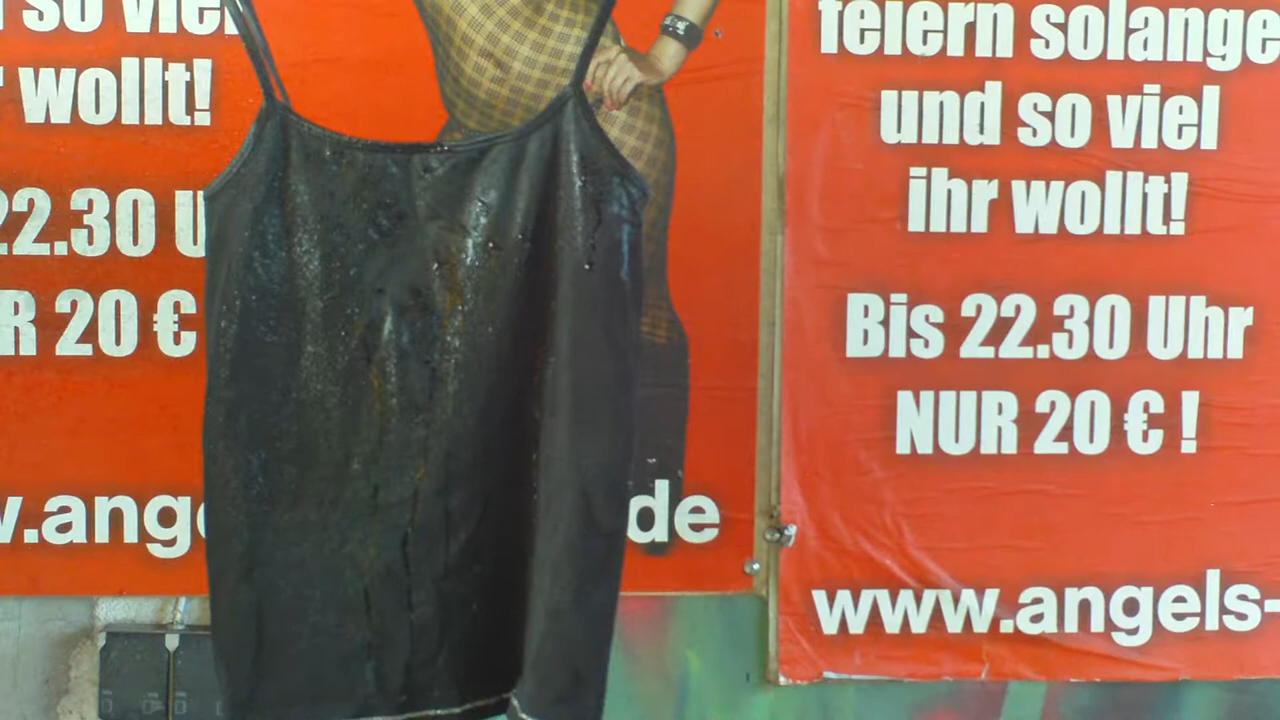 so viel
wollt!
22.30 U
R 20 €
.ang
de
feiern solange
und so viel
ihr wollt!
Bis 22.30 Uhr
NUR 20 € !
www.angels-